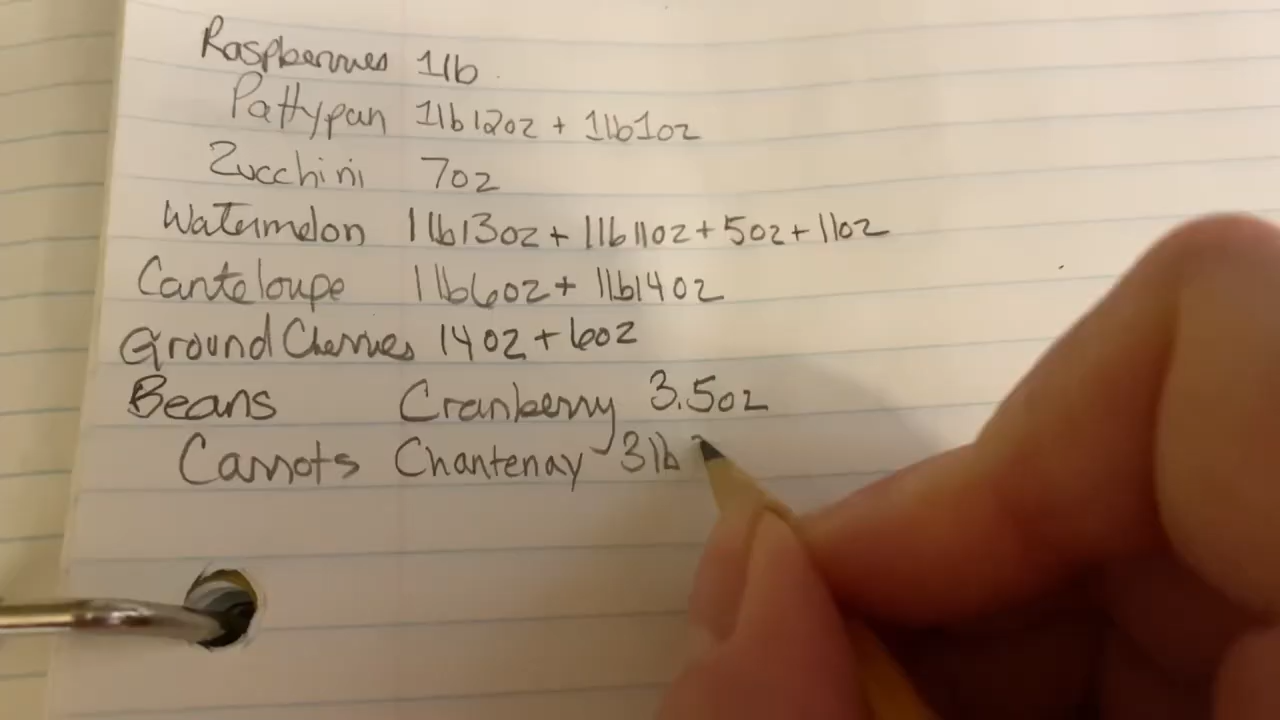 Raspberries 1lb
Pattypan 1lb12oz + 1lb1oz
Zucchini 7oz
Watermelon 1lb13oz + 1lb11oz + 5oz + 11oz
Canteloupe 1lb6oz + 1lb14oz
Ground Cherries 14oz + 6oz
Beans Cranberry 3.5oz
Carrots Chantenay 3lb